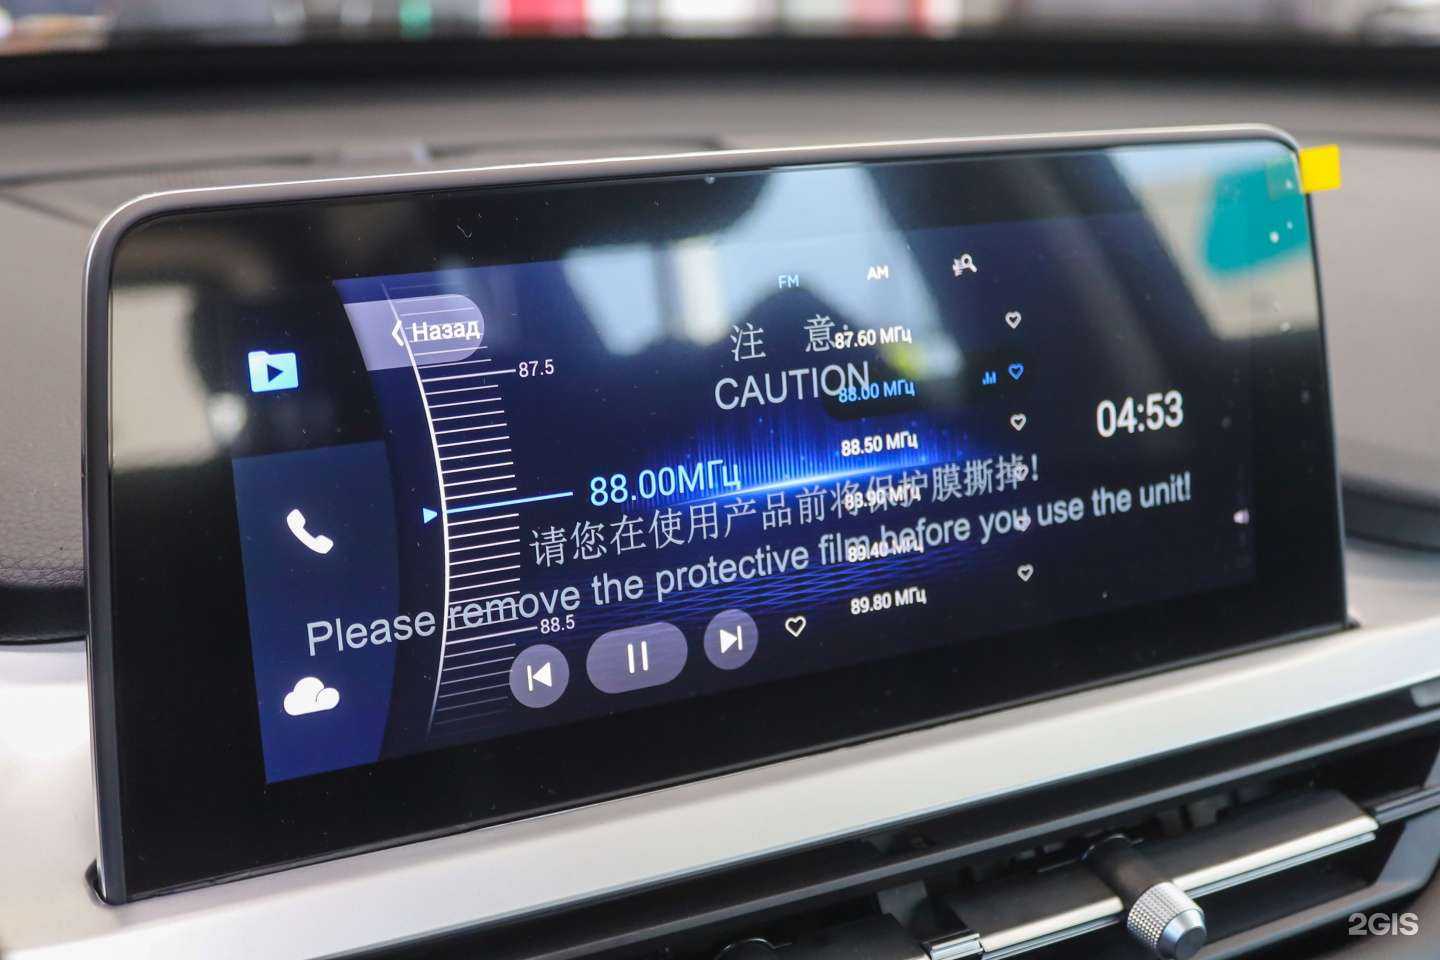 FM AM
Назад
87.5
注 意:
CAUTION
87.60 МГц
88.00 МГц
88.50 МГц
88.90 МГц
89.40 МГц
89.80 МГц
04:53
88.00МГц
请您在使用产品前将保护膜撕掉!
Please remove the protective film before you use the unit!
88.5
2GIS